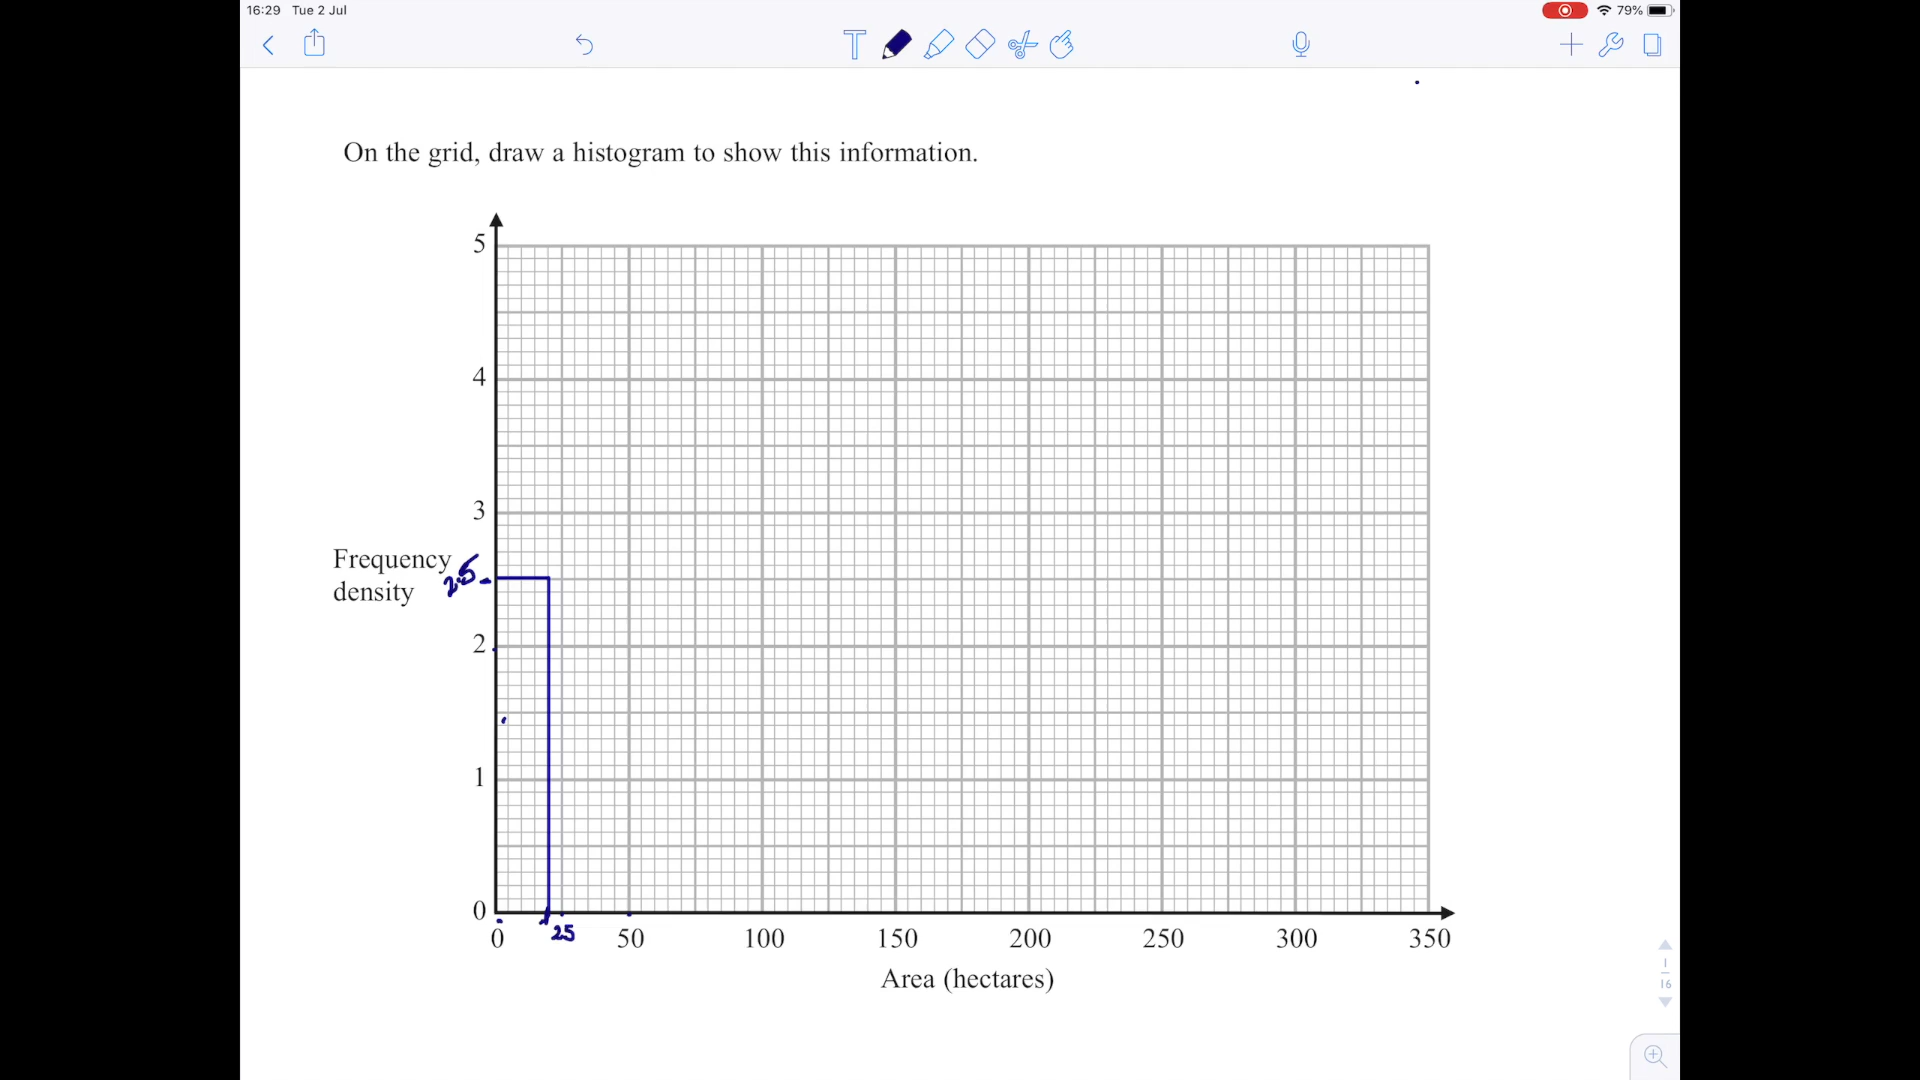 16:29 Tue 2 Jul 79%
T
On the grid, draw a histogram to show this information.
5
4
3
Frequency
density
2.5
2
1
0
0 25 50 100 150 200 250 300 350
Area (hectares)
1
16